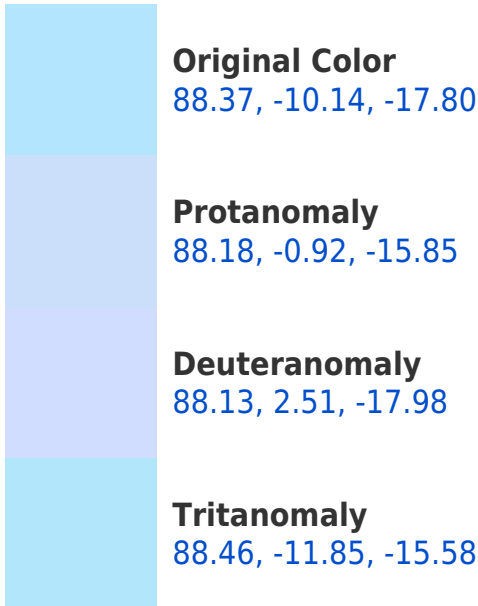 Original Color
88.37, -10.14, -17.80
Protanomaly
88.18, -0.92, -15.85
Deuteranomaly
88.13, 2.51, -17.98
Tritanomaly
88.46, -11.85, -15.58